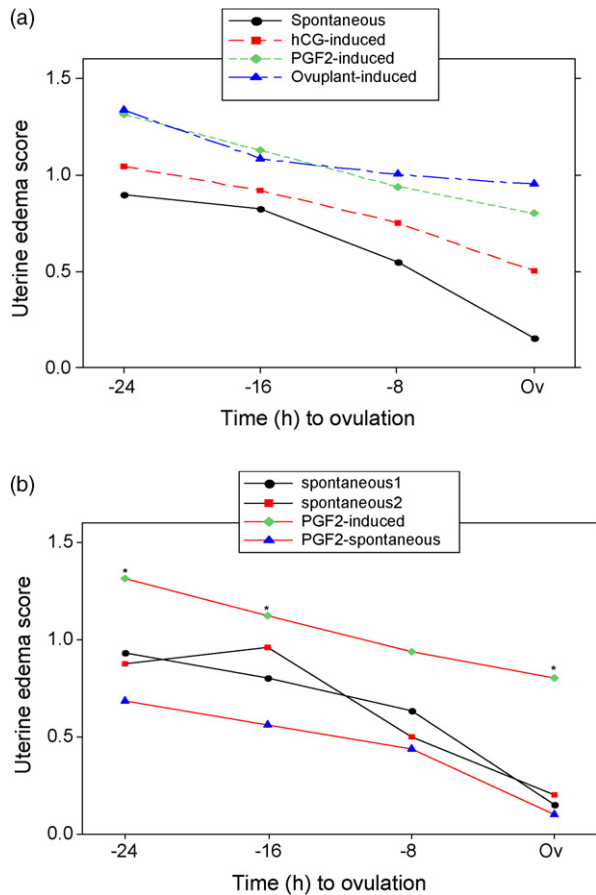 (a)
Spontaneous
hCG-induced
PGF2-induced
Ovuplant-induced
1.5
1.0
0.5
0.0
Uterine edema score
-24 -16 -8 Ov
Time (h) to ovulation
(b)
spontaneous1
spontaneous2
PGF2-induced
PGF2-spontaneous
1.5
1.0
0.5
0.0
Uterine edema score
* * *
-24 -16 -8 Ov
Time (h) to ovulation